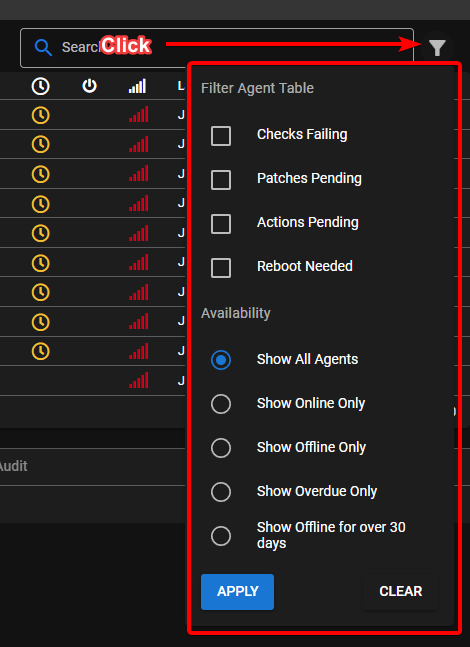 Search
Click
Filter Agent Table
Checks Failing
Patches Pending
Actions Pending
Reboot Needed
Availability
Show All Agents
Show Online Only
Show Offline Only
Show Overdue Only
Show Offline for over 30
days
APPLY
CLEAR
L
J
J
J
J
J
J
J
J
J
J
Audit